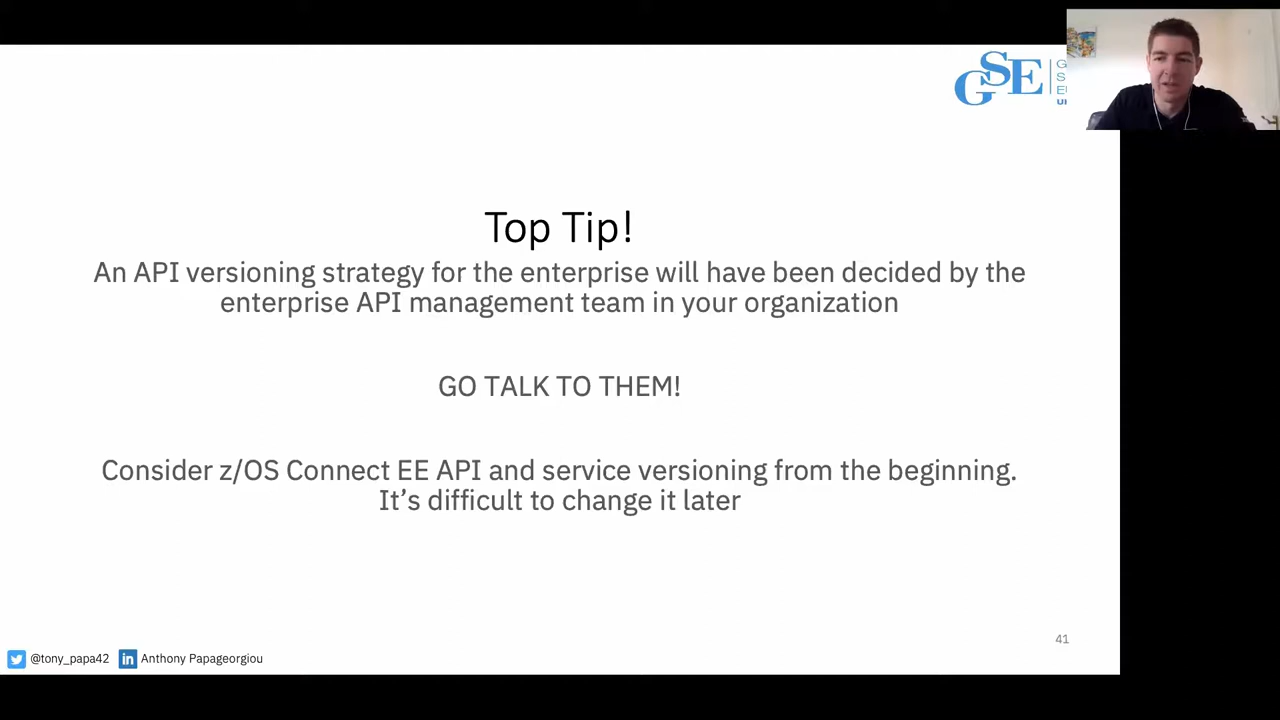 GSE
G
S
E
UI
Top Tip!
An API versioning strategy for the enterprise will have been decided by the
enterprise API management team in your organization
GO TALK TO THEM!
Consider z/OS Connect EE API and service versioning from the beginning.
It’s difficult to change it later
41
@tony_papa42 Anthony Papageorgiou